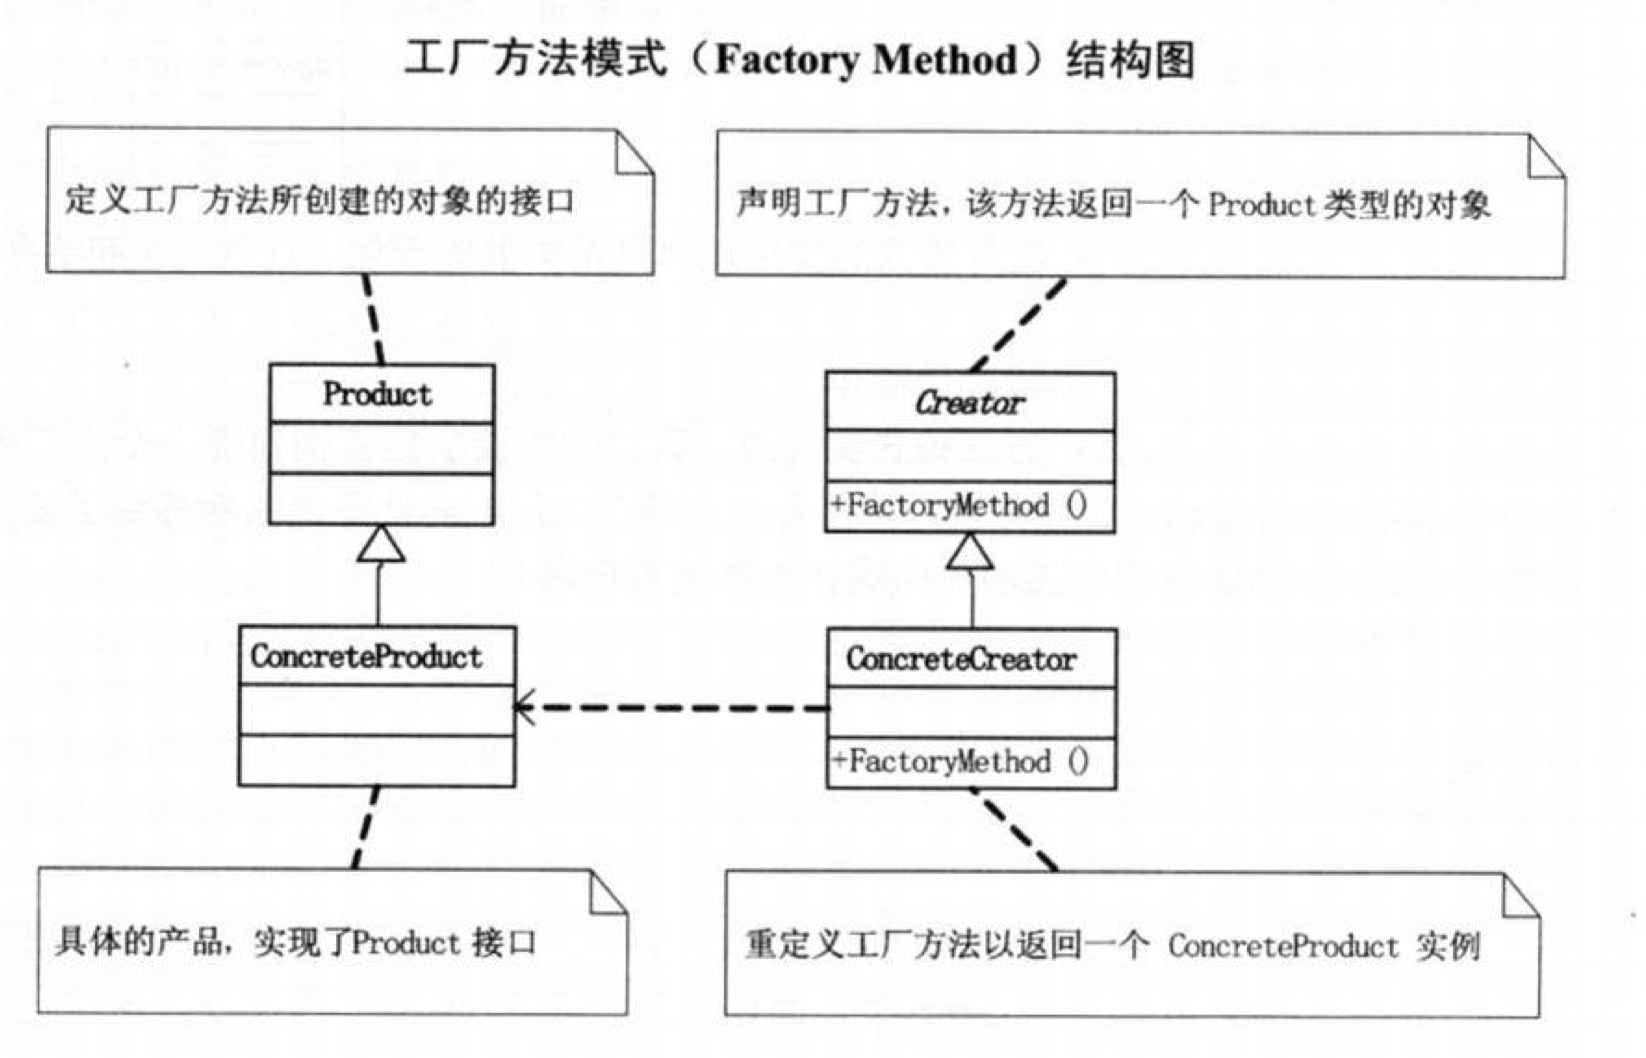 工厂方法模式（Factory Method）结构图
定义工厂方法所创建的对象的接口
声明工厂方法，该方法返回一个 Product 类型的对象
Product
Creator
+FactoryMethod ()
ConcreteProduct
ConcreteCreator
+FactoryMethod ()
具体的产品，实现了Product 接口
重定义工厂方法以返回一个 ConcreteProduct 实例